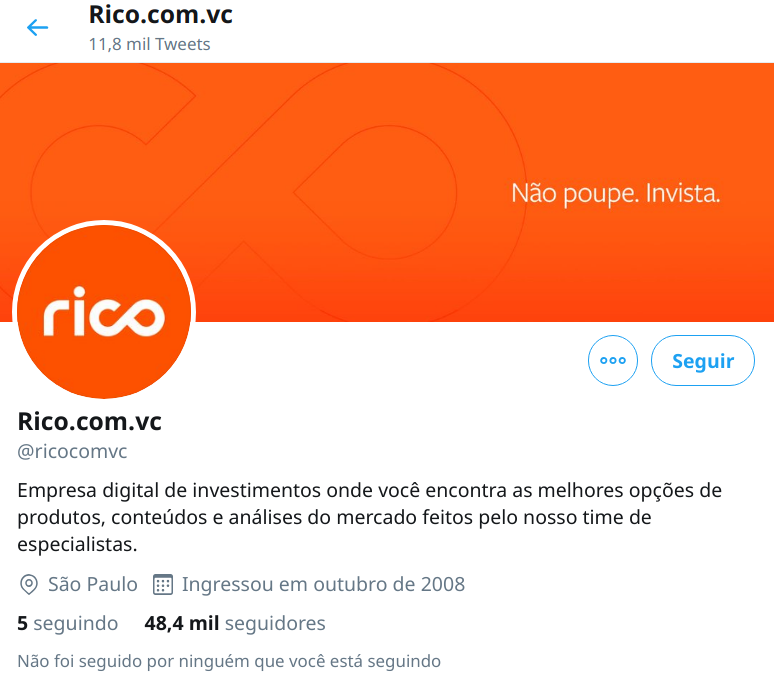 Rico.com.vc
11,8 mil Tweets
Não poupe. Invista.
rico
Seguir
Rico.com.vc
@ricocomvc
Empresa digital de investimentos onde você encontra as melhores opções de
produtos, conteúdos e análises do mercado feitos pelo nosso time de
especialistas.
São Paulo Ingressou em outubro de 2008
5 seguindo 48,4 mil seguidores
Não foi seguido por ninguém que você está seguindo